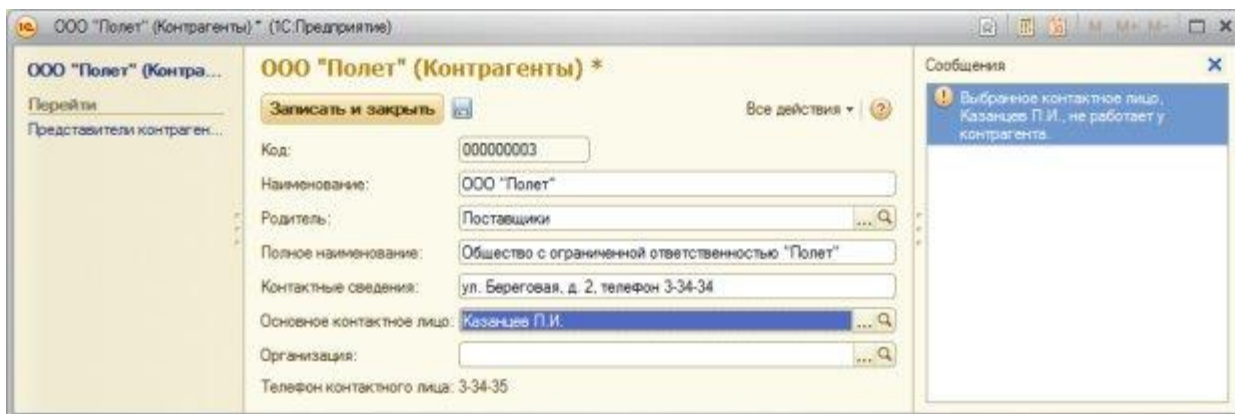 ООО "Полет" (Контрагенты) * (1С:Предприятие)
M M+ M-
ООО "Полет" (Контра...
Перейти
Представители контраген...
ООО "Полет" (Контрагенты) *
Записать и закрыть
Все действия
Код: 000000003
Наименование: ООО "Полет"
Родитель: Поставщики ...
Полное наименование: Общество с ограниченной ответственностью "Полет"
Контактные сведения: ул. Береговая, д. 2, телефон 3-34-34
Основное контактное лицо: Казанцев П.И. ...
Организация: ...
Телефон контактного лица: 3-34-35
Сообщения
Выбранное контактное лицо,
Казанцев П.И., не работает у
контрагента.